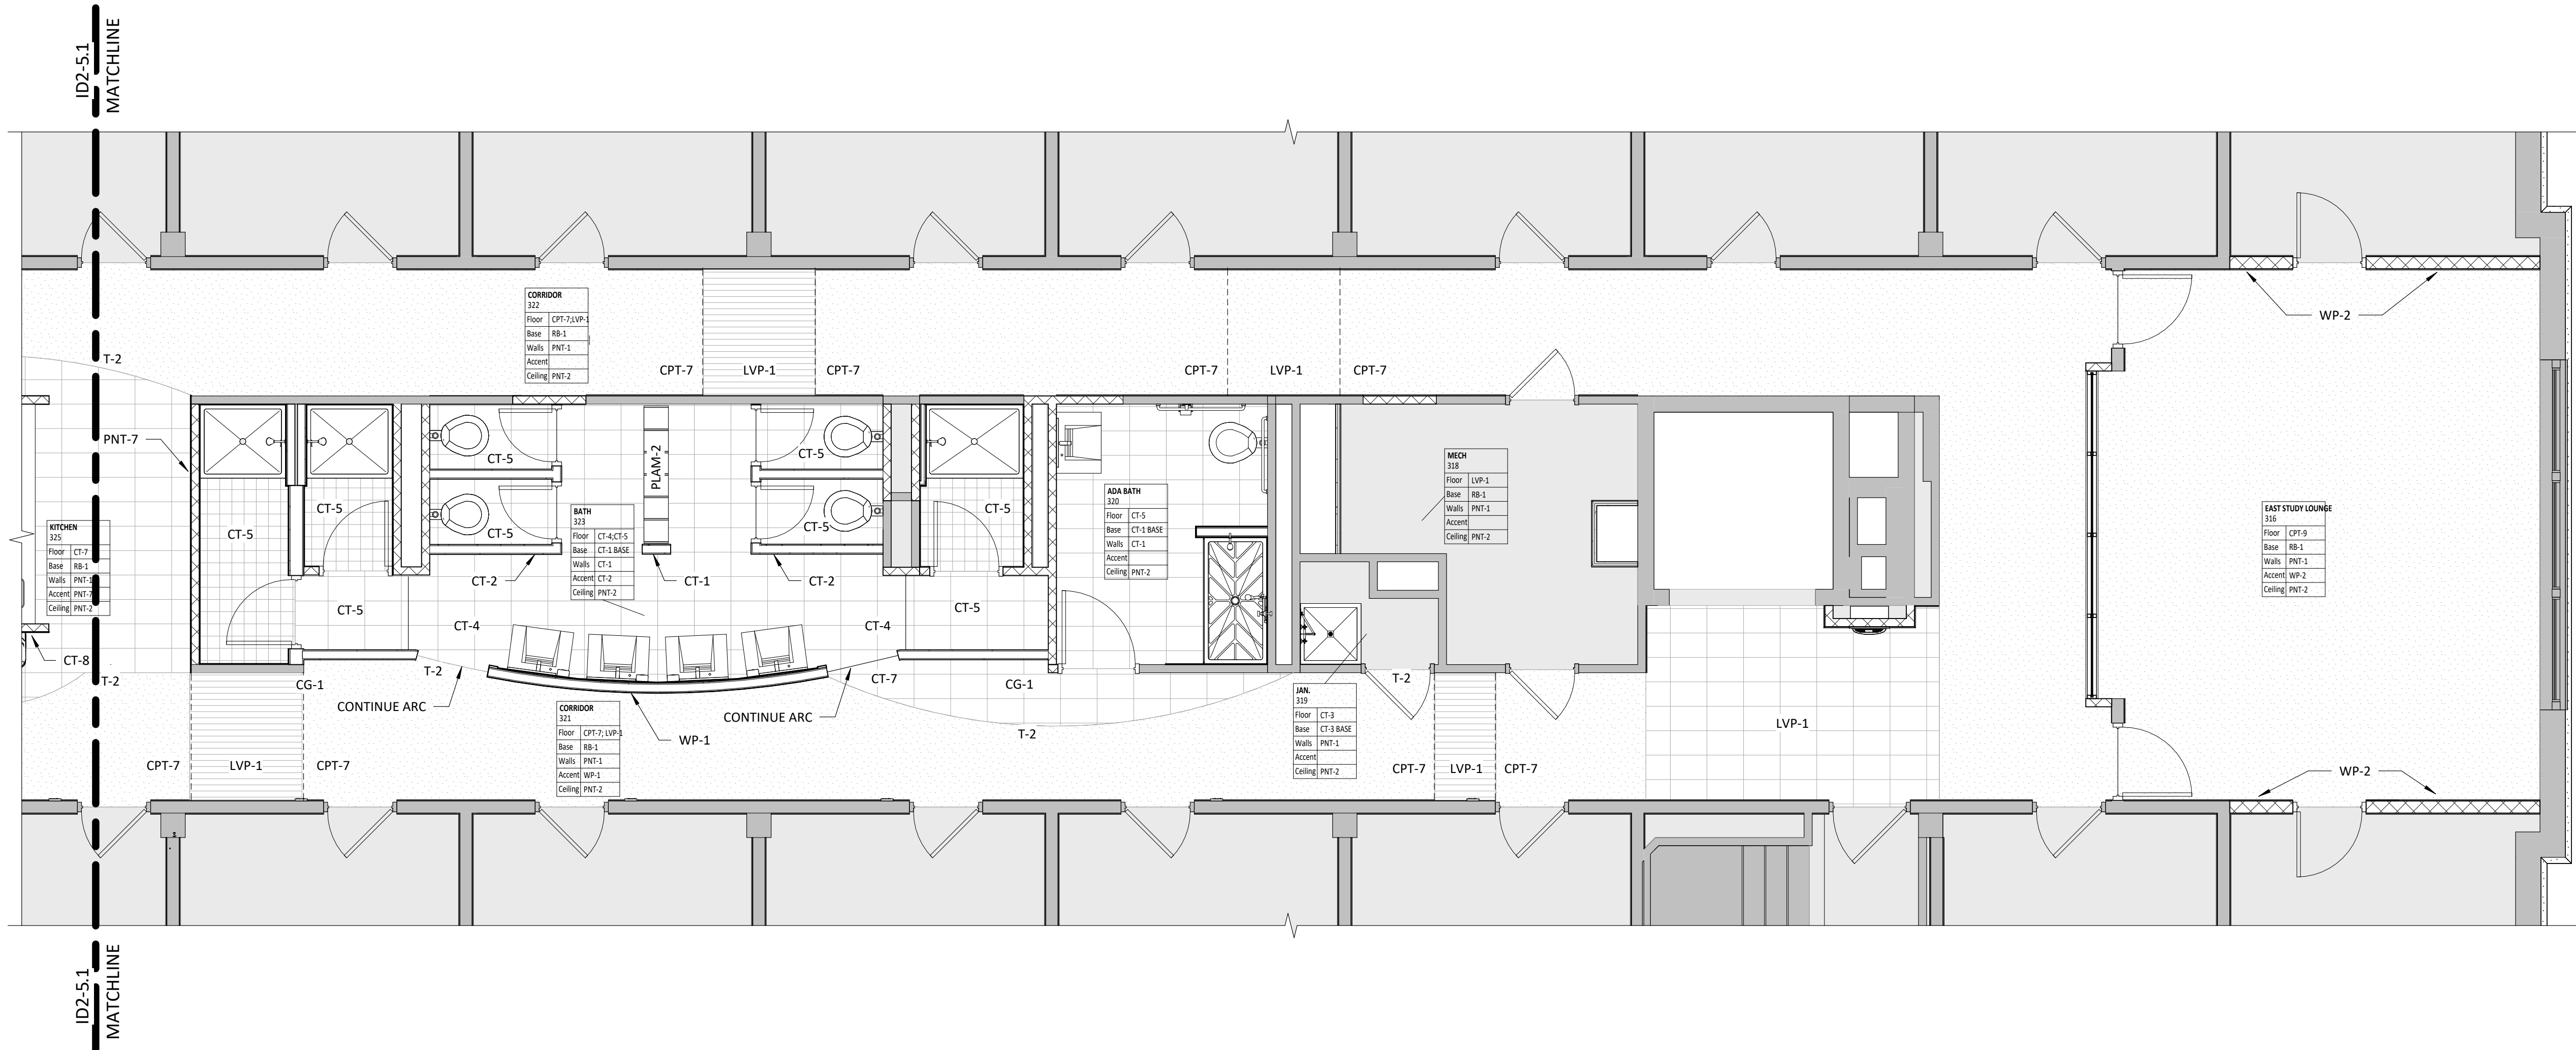 ID2-5.1
MATCHLINE
CORRIDOR
322
Floor CPT-7;LVP-1
Base RB-1
Walls PNT-1
Accent
Ceiling PNT-2
WP-2
T-2
CPT-7
LVP-1
CPT-7
CPT-7
LVP-1
CPT-7
PNT-7
PLAM-2
CT-5
CT-5
CT-5
CT-5
CT-5
CT-5
CT-5
CT-5
KITCHEN
325
Floor CT-7
Base RB-1
Walls PNT-1
Accent PNT-7
Ceiling PNT-2
BATH
323
Floor CT-4;CT-5
Base CT-1 BASE
Walls CT-1
Accent CT-2
Ceiling PNT-2
ADA BATH
320
Floor CT-5
Base CT-1 BASE
Walls CT-1
Accent
Ceiling PNT-2
MECH
318
Floor LVP-1
Base RB-1
Walls PNT-1
Accent
Ceiling PNT-2
EAST STUDY LOUNGE
316
Floor CPT-9
Base RB-1
Walls PNT-1
Accent WP-2
Ceiling PNT-2
CT-2
CT-1
CT-2
CT-5
CT-5
CT-4
CT-4
CT-8
T-2
CG-1
T-2
CT-7
CG-1
T-2
CONTINUE ARC
CONTINUE ARC
CORRIDOR
321
Floor CPT-7; LVP-1
Base RB-1
Walls PNT-1
Accent WP-1
Ceiling PNT-2
WP-1
T-2
JAN.
319
Floor CT-3
Base CT-3 BASE
Walls PNT-1
Accent
Ceiling PNT-2
LVP-1
CPT-7
LVP-1
CPT-7
CPT-7
LVP-1
CPT-7
WP-2
ID2-5.1
MATCHLINE